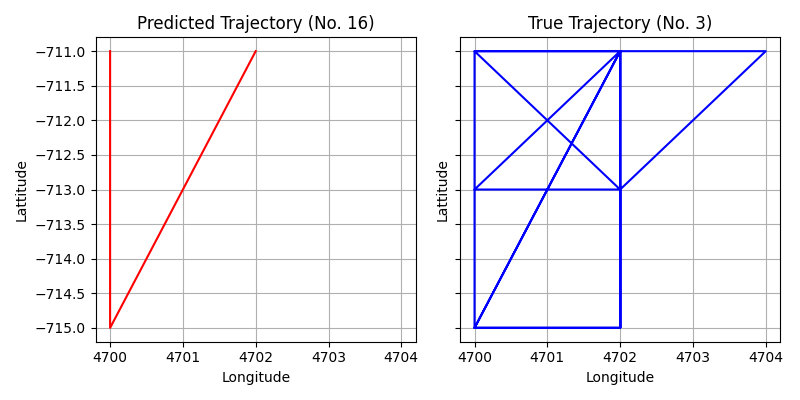 Predicted Trajectory (No. 16)
True Trajectory (No. 3)
Lattitude
−711.0
−711.5
−712.0
−712.5
−713.0
−713.5
−714.0
−714.5
−715.0
4700 4701 4702 4703 4704
Longitude
Lattitude
4700 4701 4702 4703 4704
Longitude